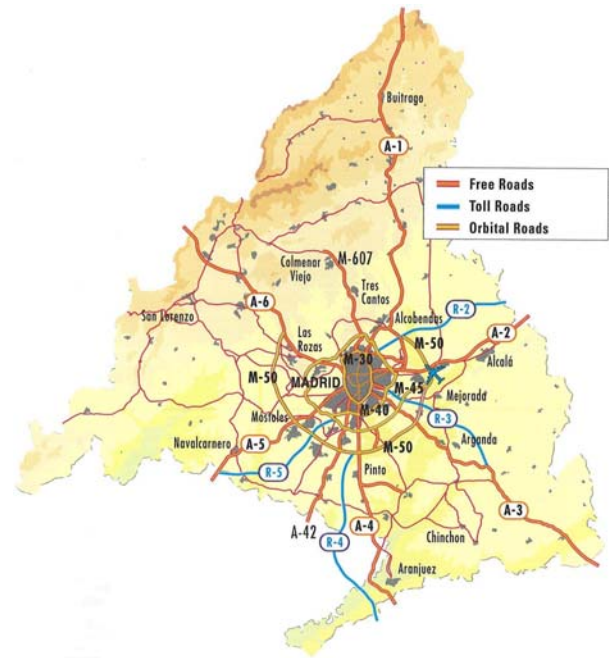 Buitrago
A-1
Free Roads
Toll Roads
Orbital Roads
M-607
Colmenar
Viejo
Tres
Cantos
A-6
San Lorenzo
Alcobendas
R-2
Las
Rozas
M-50
A-2
M-30
Alcalá
M-50
MADRID
M-45
Mejorada
M-40
Móstoles
R-3
Navalcarnero
A-5
M-50
Arganda
R-5
Pinto
A-42
A-4
A-3
R-4
Chinchon
Aranjuez